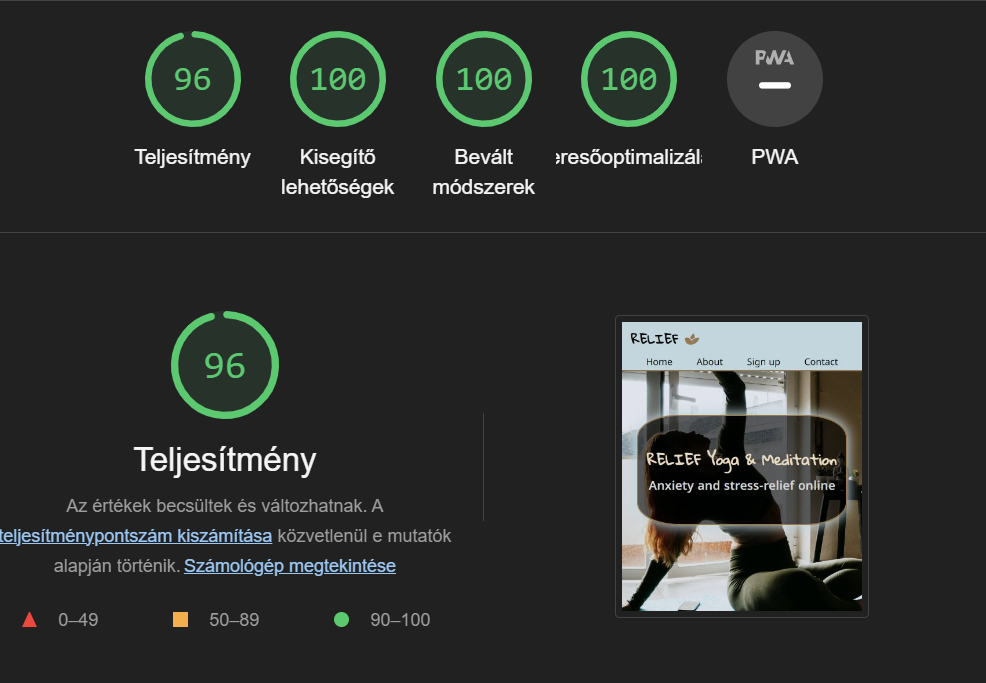 96
100
100
100
PWA
Teljesítmény
Kisegítő
lehetőségek
Bevált
módszerek
eresőoptimalizál
PWA
96
Teljesítmény
Az értékek becsültek és változhatnak. A
teljesítménypontszám kiszámítása közvetlenül e mutatók
alapján történik. Számológép megtekintése
0–49
50–89
90–100
RELIEF
Home About Sign up Contact
RELIEF Yoga & Meditation
Anxiety and stress-relief online